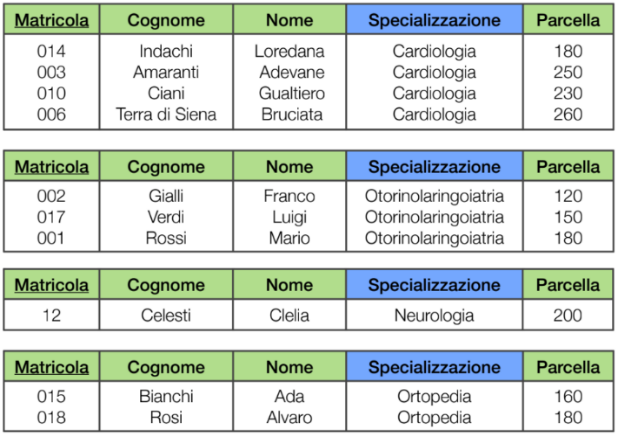 Matricola Cognome Nome Specializzazione Parcella
014 Indachi Loredana Cardiologia 180
003 Amaranti Adevane Cardiologia 250
010 Ciani Gualtiero Cardiologia 230
006 Terra di Siena Bruciata Cardiologia 260
Matricola Cognome Nome Specializzazione Parcella
002 Gialli Franco Otorinolaringoiatria 120
017 Verdi Luigi Otorinolaringoiatria 150
001 Rossi Mario Otorinolaringoiatria 180
Matricola Cognome Nome Specializzazione Parcella
12 Celesti Clelia Neurologia 200
Matricola Cognome Nome Specializzazione Parcella
015 Bianchi Ada Ortopedia 160
018 Rosi Alvaro Ortopedia 180